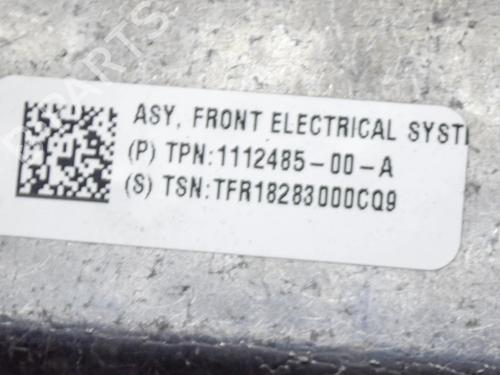 ASY, FRONT ELECTRICAL SYST
(P) TPN:1112485-00-A
(S) TSN:TFR18283000CQ9